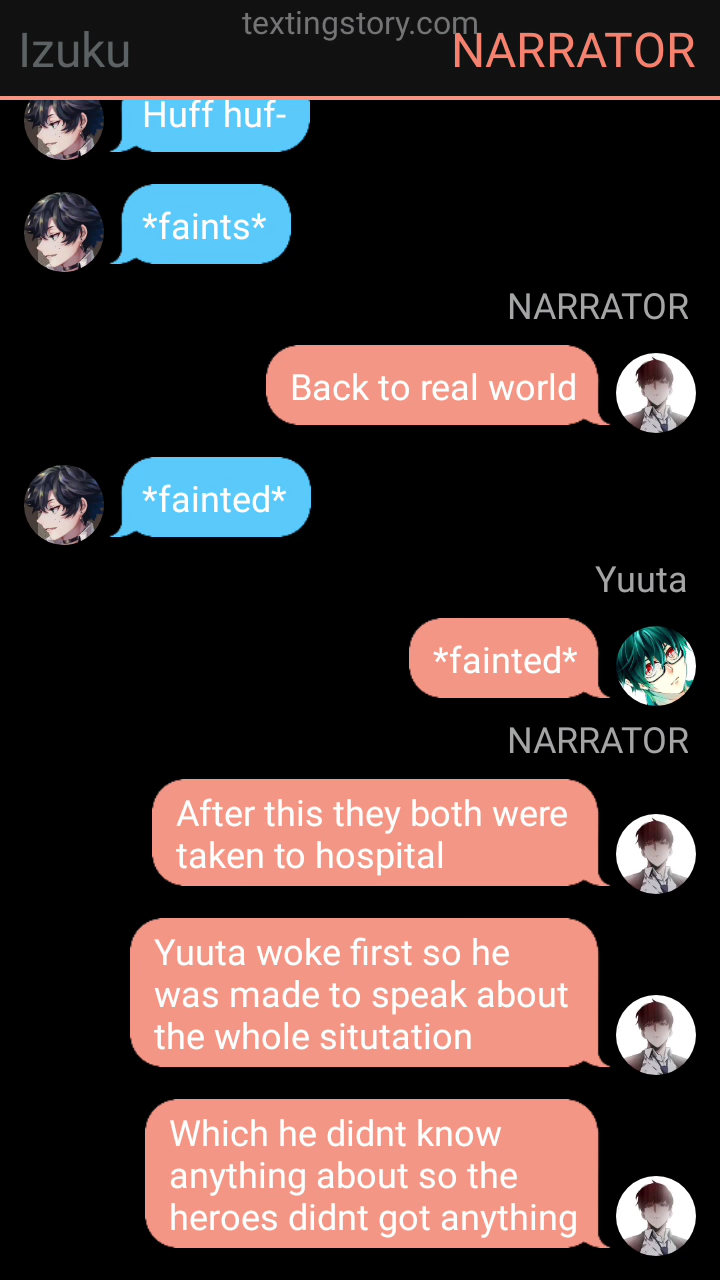 textingstory.com
Izuku
NARRATOR
Huff huf-
*faints*
NARRATOR
Back to real world
*fainted*
Yuuta
*fainted*
NARRATOR
After this they both were
taken to hospital
Yuuta woke first so he
was made to speak about
the whole situtation
Which he didnt know
anything about so the
heroes didnt got anything